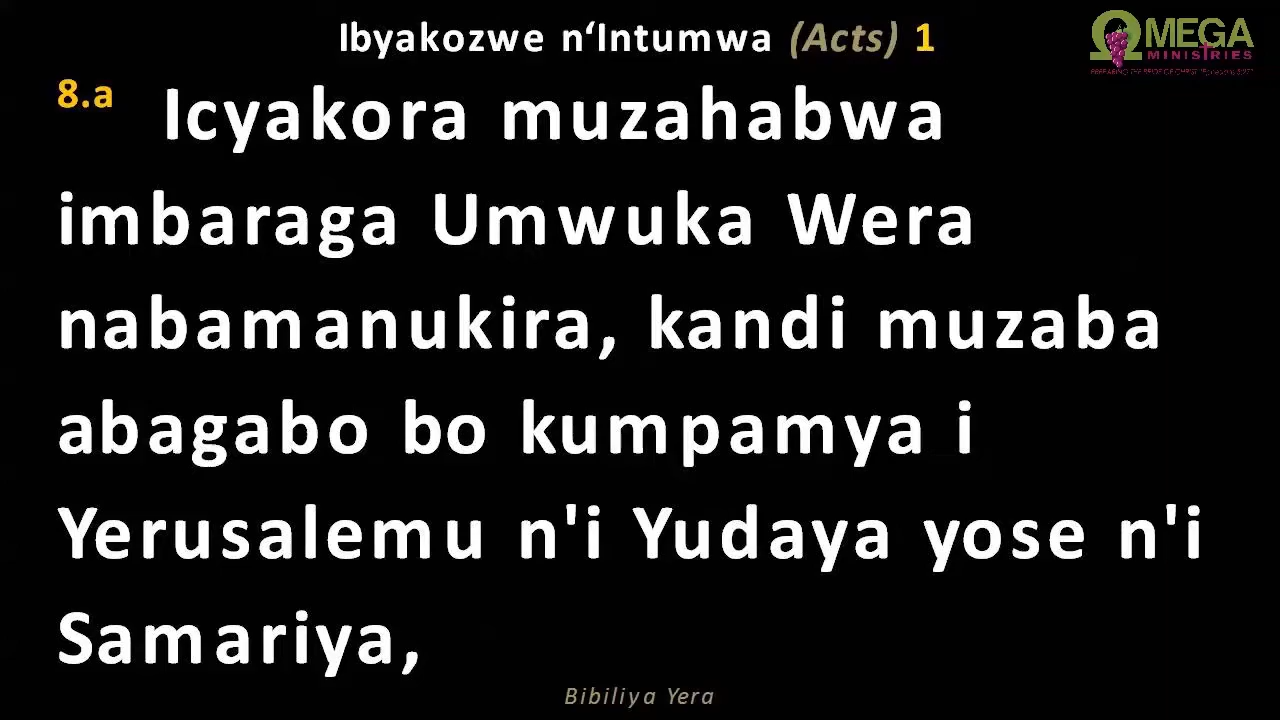 Ibyakozwe n‘Intumwa (Acts) 1
ΩMEGA
MINISTRIES
8.a Icyakora muzahabwa
imbaraga Umwuka Wera
nabamanukira, kandi muzaba
abagabo bo kumpamya i
Yerusalemu n'i Yudaya yose n'i
Samariya,
Bibiliya Yera